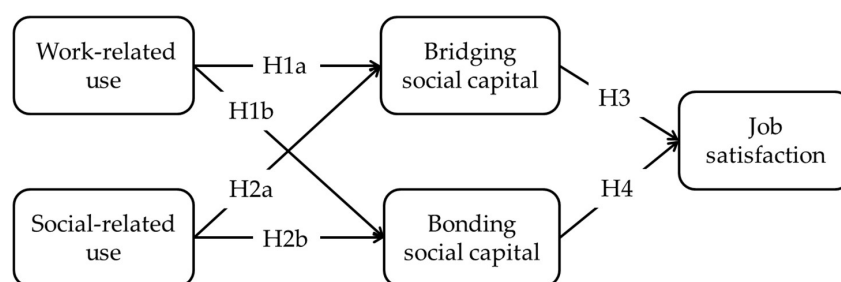 Work-related
use
H1a
Bridging
social capital
H1b
H3
Job
satisfaction
H2a
H4
Social-related
use
H2b
Bonding
social capital